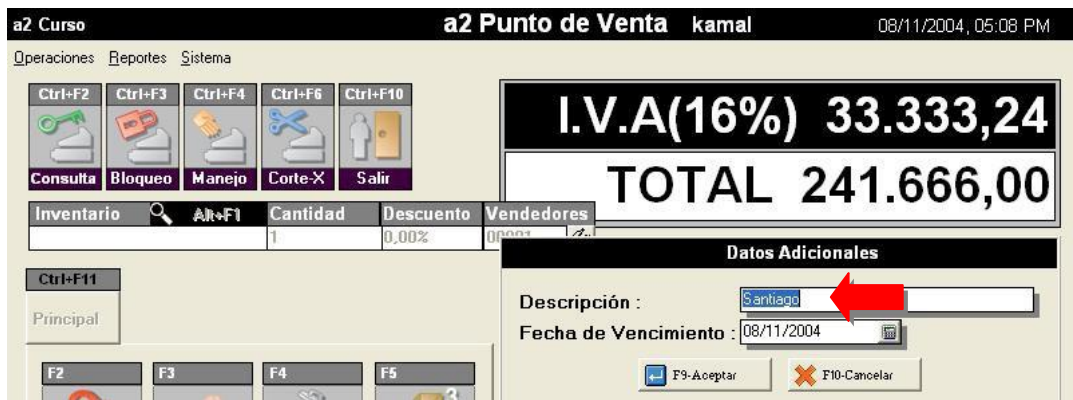 a2 Curso a2 Punto de Venta kamal 08/11/2004, 05:08 PM
Operaciones Reportes Sistema
Ctrl+F2 Ctrl+F3 Ctrl+F4 Ctrl+F6 Ctrl+F10
Consulta Bloqueo Manejo Corte-X Salir
I.V.A(16%) 33.333,24
TOTAL 241.666,00
Inventario Alt+F1 Cantidad Descuento Vendedores
1 0,00%
Datos Adicionales
Ctrl+F11
Principal
Descripción : Santiago
Fecha de Vencimiento : 08/11/2004
F9-Aceptar F10-Cancelar
F2 F3 F4 F5
3